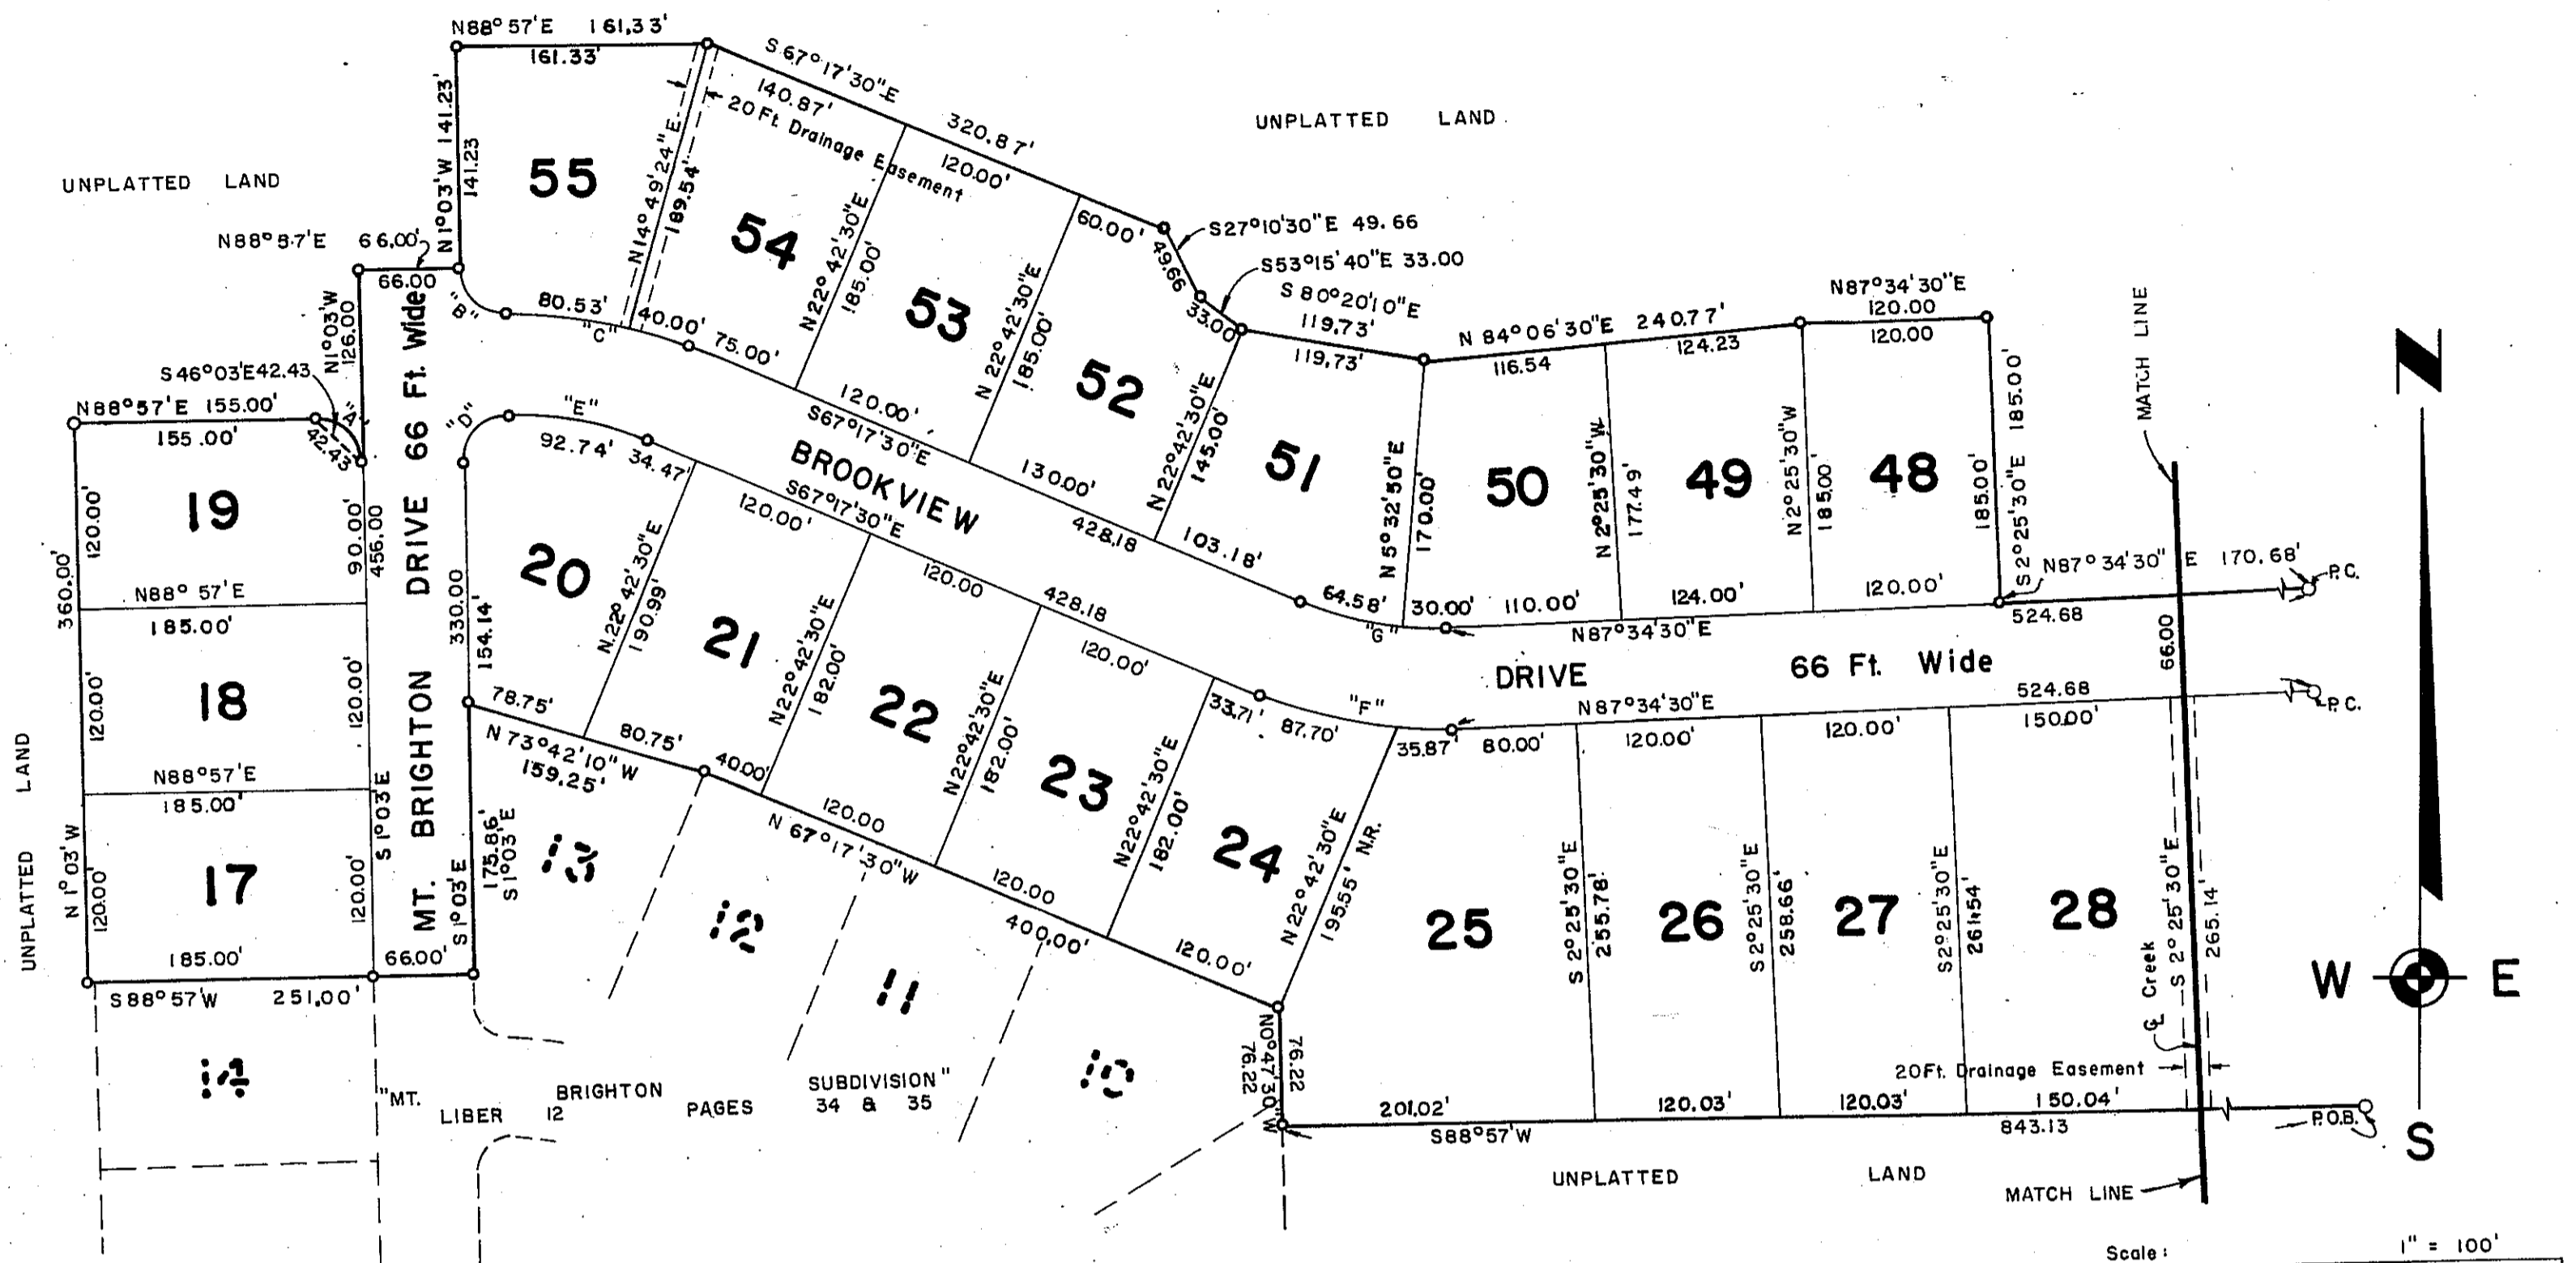 N88°57'E 161.33'
161.33'
S 67°17'30"E
320.87'
140.87'
120.00'
60.00'
20 Ft. Drainage Easement
UNPLATTED LAND
UNPLATTED LAND
N1°03'W 141.23'
141.23
55
N14°49'24"E
189.54'
54
N22°42'30"E
185.00'
53
N 22°42'30"E
185.00'
52
N88°57'E 66.00'
66.00
"B"
80.53'
"C"
40.00'
75.00'
120.00'
S67°17'30"E
130.00'
428.18
103.18'
64.58'
"G"
30.00'
S27°10'30"E 49.66
49.66
S53°15'40"E 33.00
33.00
S 80°20'10"E
119.73'
119.73'
N 84°06'30"E 240.77'
116.54
124.23
N87°34'30"E
120.00
120.00
N22°42'30"E
145.00'
51
N 5°32'50"E
170.00'
50
N 2°25'30"W
177.49'
49
N2°25'30"W
185.00'
48
185.00'
S2°25'30"E 185.00'
110.00'
124.00'
120.00'
N87°34'30"E
MATCH LINE
N87°34'30" E 170.68'
P.C.
524.68
66.00
N
S46°03'E42.43
N1°03'W
126.00
N88°57'E 155.00'
155.00'
"A"
42.43
19
120.00'
90.00'
456.00
360.00'
N88°57'E
185.00'
18
120.00'
120.00'
N88°57'E
185.00'
17
120.00'
120.00'
N 1°03'W
S1°03'E
UNPLATTED LAND
185.00'
66.00'
S88°57'W 251.00'
MT. BRIGHTON DRIVE 66 Ft. Wide
"D"
"E"
92.74'
34.47'
330.00
154.14'
20
N.22°42'30"E
190.99'
BROOKVIEW
DRIVE 66 Ft. Wide
S67°17'30"E
120.00'
120.00
428.18
120.00'
33.71'
"F"
87.70'
35.87'
80.00'
21
N22°42'30"E
182.00'
22
N22°42'30"E
182.00'
23
N22°42'30"E
182.00'
24
N22°42'30"E
195.55' N.R.
N87°34'30"E
524.68
P.C.
120.00'
120.00'
150.00'
78.75'
80.75'
40.00'
N 73°42'10"W
159.25'
120.00
N 67°17'30"W
120.00
400.00'
120.00'
175.86'
S1°03'E
S1°03'E
13
12
11
10
14
25
S 2°25'30"E
255.78'
26
S2°25'30"E
258.66'
27
S2°25'30"E
261.54'
28
S 2°25'30"E
265.14'
℄ Creek
20Ft. Drainage Easement
N0°47'30"W
76.22
76.22
201.02'
120.03'
120.03'
150.04'
S88°57'W
843.13
P.O.B.
"MT. BRIGHTON SUBDIVISION"
LIBER 12 PAGES 34 & 35
UNPLATTED LAND
MATCH LINE
W E
S
Scale: 1" = 100'